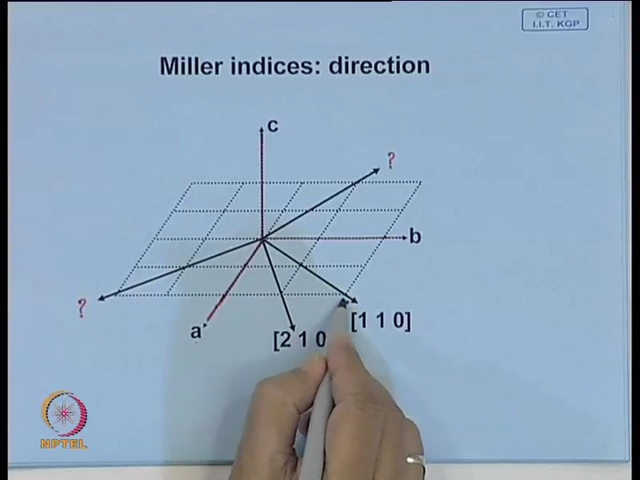 © CET
I.I.T. KGP
Miller indices: direction
c
?
b
?
a
[2 1 0
[1 1 0]
NPTEL